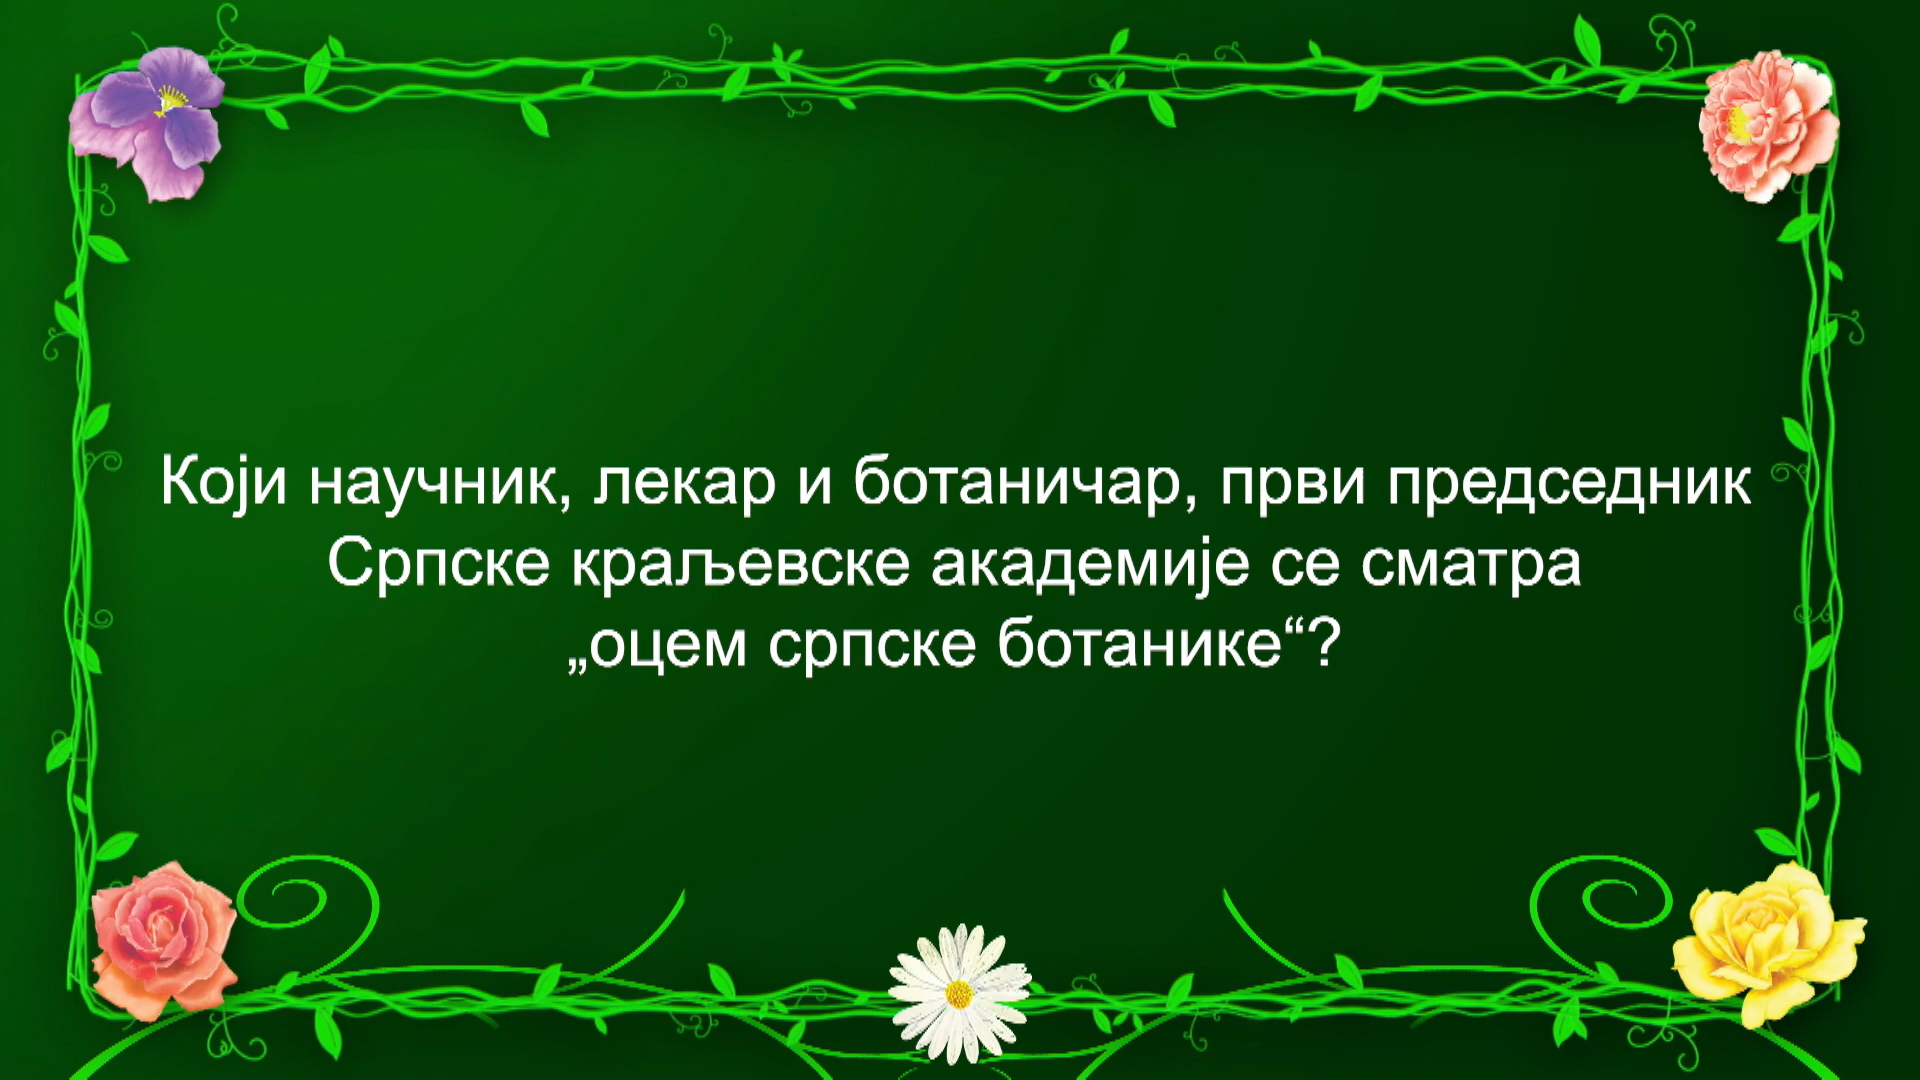 Који научник, лекар и ботаничар, први председник
Српске краљевске академије се сматра
„оцем српске ботанике“?